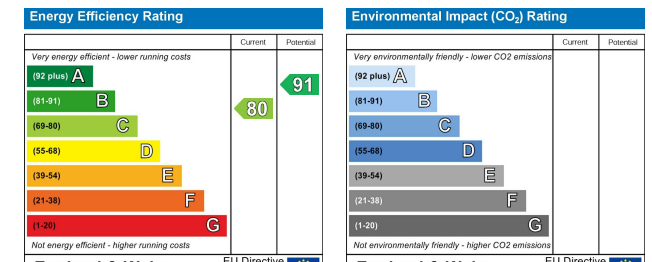 Energy Efficiency Rating
Current Potential
Very energy efficient - lower running costs
(92 plus) A
(81-91) B
(69-80) C
(55-68) D
(39-54) E
(21-38) F
(1-20) G
80
91
Not energy efficient - higher running costs
EU Directive
Environmental Impact (CO₂) Rating
Current Potential
Very environmentally friendly - lower CO2 emissions
(92 plus) A
(81-91) B
(69-80) C
(55-68) D
(39-54) E
(21-38) F
(1-20) G
Not environmentally friendly - higher CO2 emissions
EU Directive